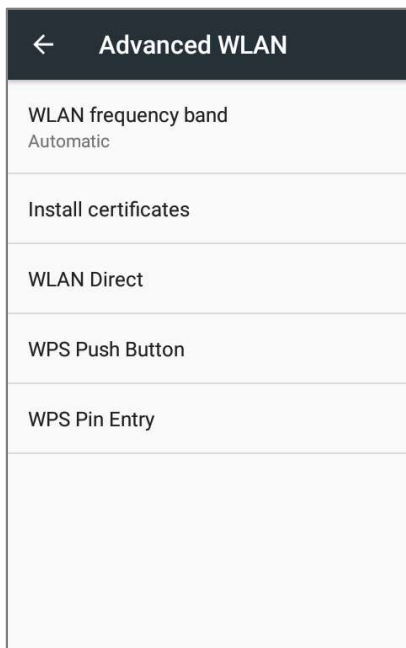 Advanced WLAN
WLAN frequency band
Automatic
Install certificates
WLAN Direct
WPS Push Button
WPS Pin Entry